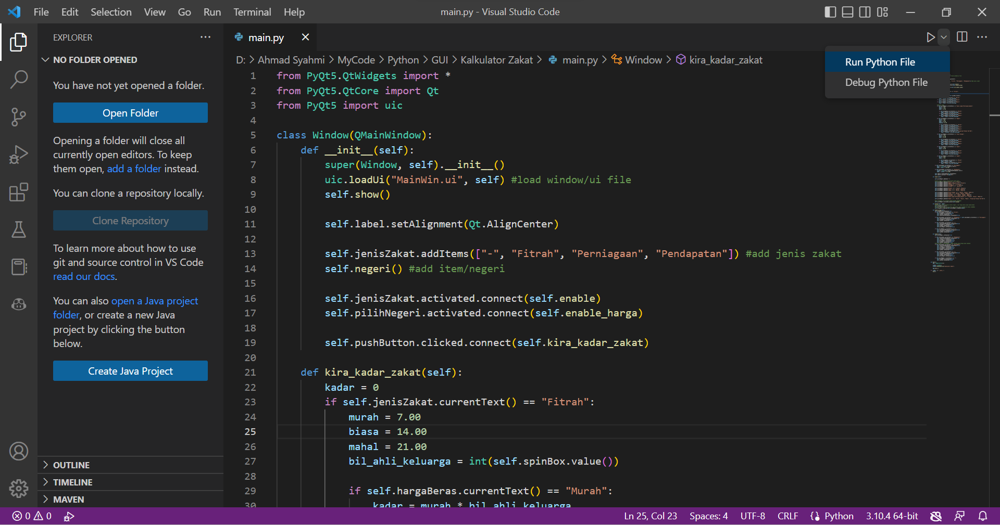 File Edit Selection View Go Run Terminal Help
main.py - Visual Studio Code
EXPLORER
NO FOLDER OPENED
You have not yet opened a folder.
Open Folder
Opening a folder will close all
currently open editors. To keep
them open, add a folder instead.
You can clone a repository locally.
Clone Repository
To learn more about how to use
git and source control in VS Code
read our docs.
You can also open a Java project
folder, or create a new Java
project by clicking the button
below.
Create Java Project
OUTLINE
TIMELINE
MAVEN
main.py
D: > Ahmad Syahmi > MyCode > Python > GUI > Kalkulator Zakat > main.py > Window > kira_kadar_zakat
Run Python File
Debug Python File
1 from PyQt5.QtWidgets import *
2 from PyQt5.QtCore import Qt
3 from PyQt5 import uic
4
5 class Window(QMainWindow):
6 def __init__(self):
7 super(Window, self).__init__()
8 uic.loadUi("MainWin.ui", self) #load window/ui file
9 self.show()
10
11 self.label.setAlignment(Qt.AlignCenter)
12
13 self.jenisZakat.addItems(["-", "Fitrah", "Perniagaan", "Pendapatan"]) #add jenis zakat
14 self.negeri() #add item/negeri
15
16 self.jenisZakat.activated.connect(self.enable)
17 self.pilihNegeri.activated.connect(self.enable_harga)
18
19 self.pushButton.clicked.connect(self.kira_kadar_zakat)
20
21 def kira_kadar_zakat(self):
22 kadar = 0
23 if self.jenisZakat.currentText() == "Fitrah":
24 murah = 7.00
25 biasa = 14.00
26 mahal = 21.00
27 bil_ahli_keluarga = int(self.spinBox.value())
28
29 if self.hargaBeras.currentText() == "Murah":
30 kadar = murah * bil_ahli_keluarga
0 0
Ln 25, Col 23 Spaces: 4 UTF-8 CRLF Python 3.10.4 64-bit